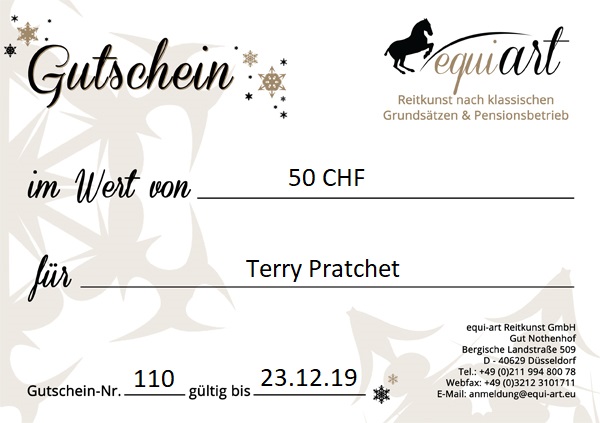 Gutschein
equiart
Reitkunst nach klassischen
Grundsätzen & Pensionsbetrieb
im Wert von 50 CHF
für Terry Pratchet
equi-art Reitkunst GmbH
Gut Nothenhof
Bergische Landstraße 509
D - 40629 Düsseldorf
Tel.: +49 (0)211 994 800 78
Webfax: +49 (0)3212 3101711
E-Mail: anmeldung@equi-art.eu
Gutschein-Nr. 110 gültig bis 23.12.19